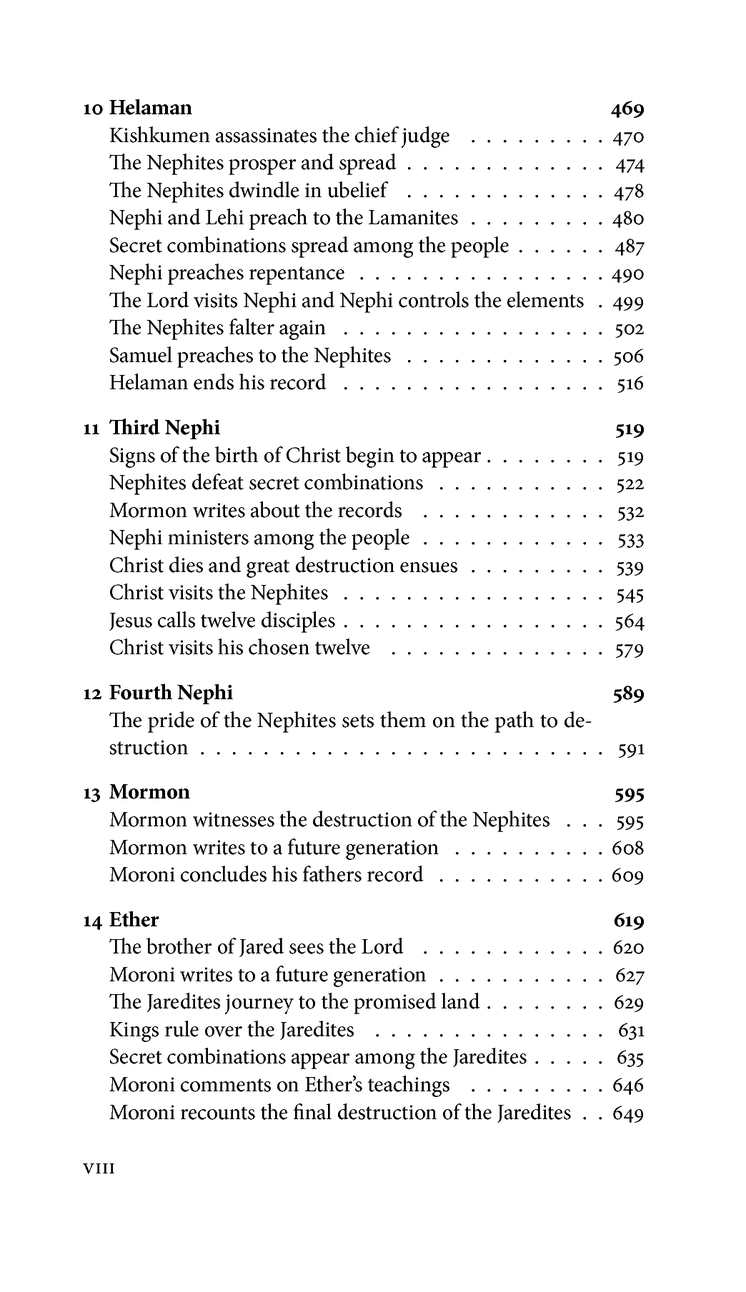 10 Helaman 469
Kishkumen assassinates the chief judge . . . . . . . . . 470
The Nephites prosper and spread . . . . . . . . . . . . . 474
The Nephites dwindle in ubelief . . . . . . . . . . . . . 478
Nephi and Lehi preach to the Lamanites . . . . . . . . . 480
Secret combinations spread among the people . . . . . . 487
Nephi preaches repentance . . . . . . . . . . . . . . . . 490
The Lord visits Nephi and Nephi controls the elements . 499
The Nephites falter again . . . . . . . . . . . . . . . . . 502
Samuel preaches to the Nephites . . . . . . . . . . . . . 506
Helaman ends his record . . . . . . . . . . . . . . . . . 516
11 Third Nephi 519
Signs of the birth of Christ begin to appear . . . . . . . . 519
Nephites defeat secret combinations . . . . . . . . . . . 522
Mormon writes about the records . . . . . . . . . . . . 532
Nephi ministers among the people . . . . . . . . . . . . 533
Christ dies and great destruction ensues . . . . . . . . . 539
Christ visits the Nephites . . . . . . . . . . . . . . . . . 545
Jesus calls twelve disciples . . . . . . . . . . . . . . . . . 564
Christ visits his chosen twelve . . . . . . . . . . . . . . 579
12 Fourth Nephi 589
The pride of the Nephites sets them on the path to de-
struction . . . . . . . . . . . . . . . . . . . . . . . . . . 591
13 Mormon 595
Mormon witnesses the destruction of the Nephites . . . 595
Mormon writes to a future generation . . . . . . . . . . 608
Moroni concludes his fathers record . . . . . . . . . . . 609
14 Ether 619
The brother of Jared sees the Lord . . . . . . . . . . . . 620
Moroni writes to a future generation . . . . . . . . . . . 627
The Jaredites journey to the promised land . . . . . . . . 629
Kings rule over the Jaredites . . . . . . . . . . . . . . . 631
Secret combinations appear among the Jaredites . . . . . 635
Moroni comments on Ether’s teachings . . . . . . . . . 646
Moroni recounts the final destruction of the Jaredites . . 649
VIII